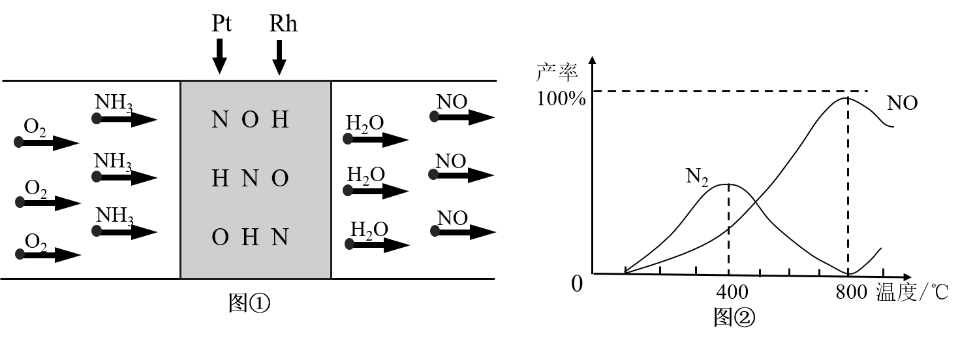 Pt Rh
NH3 NH3 NH3
O2 O2 O2
N O H
H N O
O H N
H2O H2O H2O
NO NO NO
图①
产率
100%
N2
NO
0 400 800 温度/℃
图②